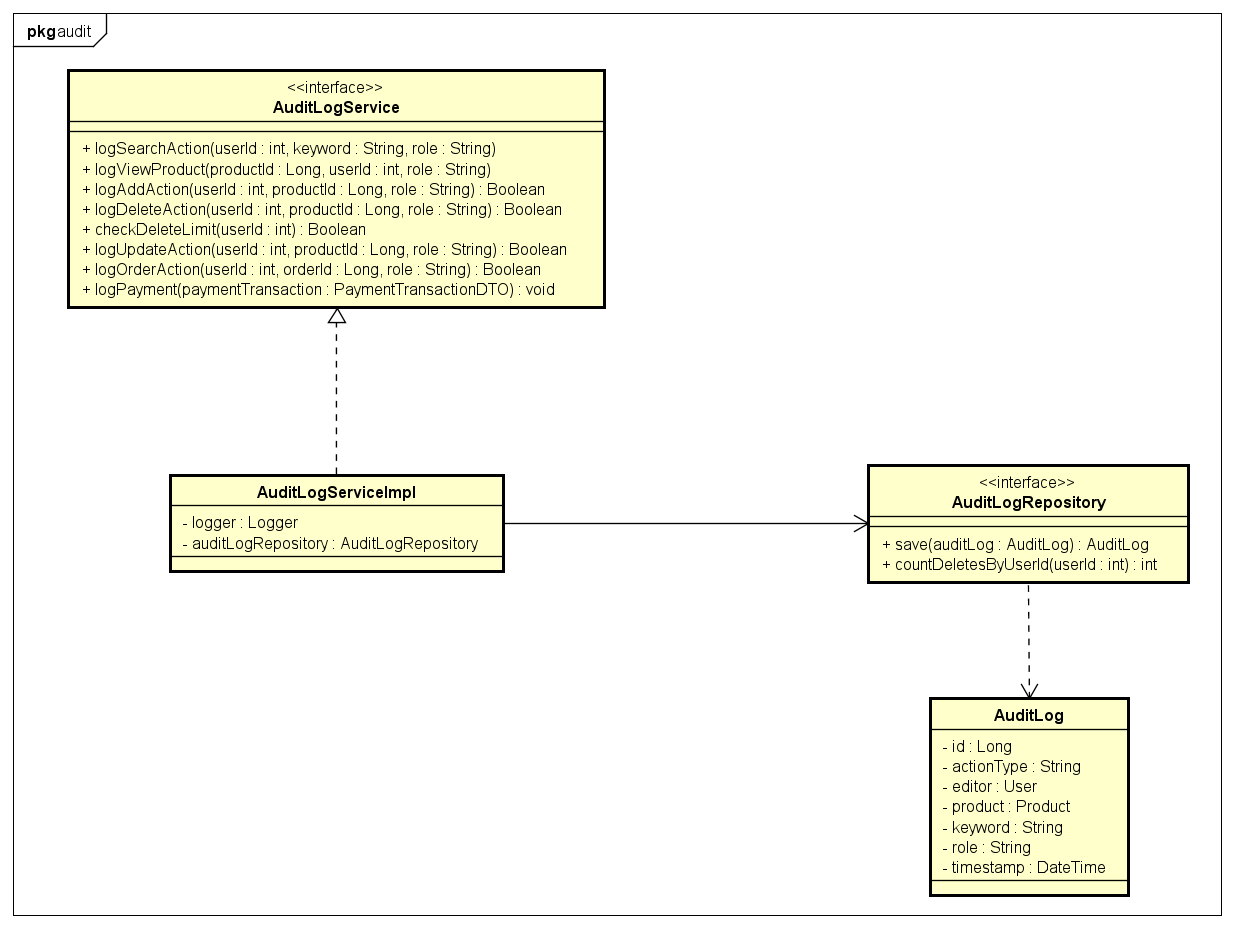 pkg audit
<<interface>>
AuditLogService
+ logSearchAction(userId : int, keyword : String, role : String)
+ logViewProduct(productId : Long, userId : int, role : String)
+ logAddAction(userId : int, productId : Long, role : String) : Boolean
+ logDeleteAction(userId : int, productId : Long, role : String) : Boolean
+ checkDeleteLimit(userId : int) : Boolean
+ logUpdateAction(userId : int, productId : Long, role : String) : Boolean
+ logOrderAction(userId : int, orderId : Long, role : String) : Boolean
+ logPayment(paymentTransaction : PaymentTransactionDTO) : void
AuditLogServiceImpl
- logger : Logger
- auditLogRepository : AuditLogRepository
<<interface>>
AuditLogRepository
+ save(auditLog : AuditLog) : AuditLog
+ countDeletesByUserId(userId : int) : int
AuditLog
- id : Long
- actionType : String
- editor : User
- product : Product
- keyword : String
- role : String
- timestamp : DateTime